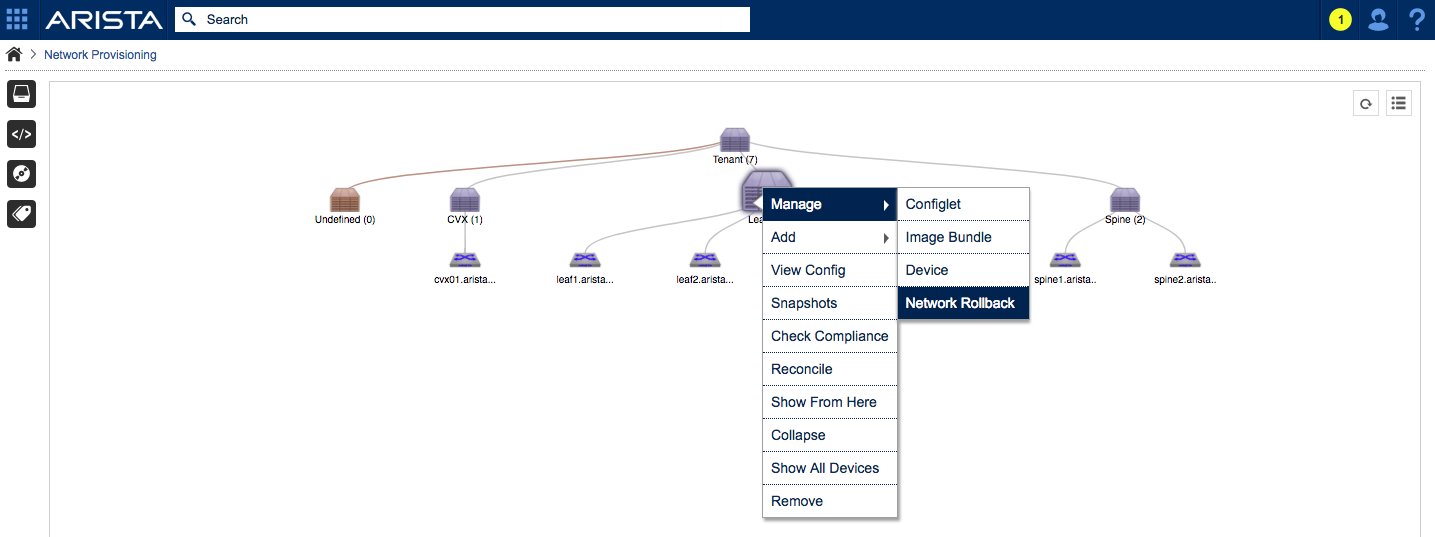 ARISTA
Search
1
?
Network Provisioning
</>
Tenant (7)
Undefined (0)
CVX (1)
Spine (2)
cvx01.arista...
leaf1.arista...
leaf2.arista...
spine1.arista..
spine2.arista..
Manage
Add
View Config
Snapshots
Check Compliance
Reconcile
Show From Here
Collapse
Show All Devices
Remove
Configlet
Image Bundle
Device
Network Rollback